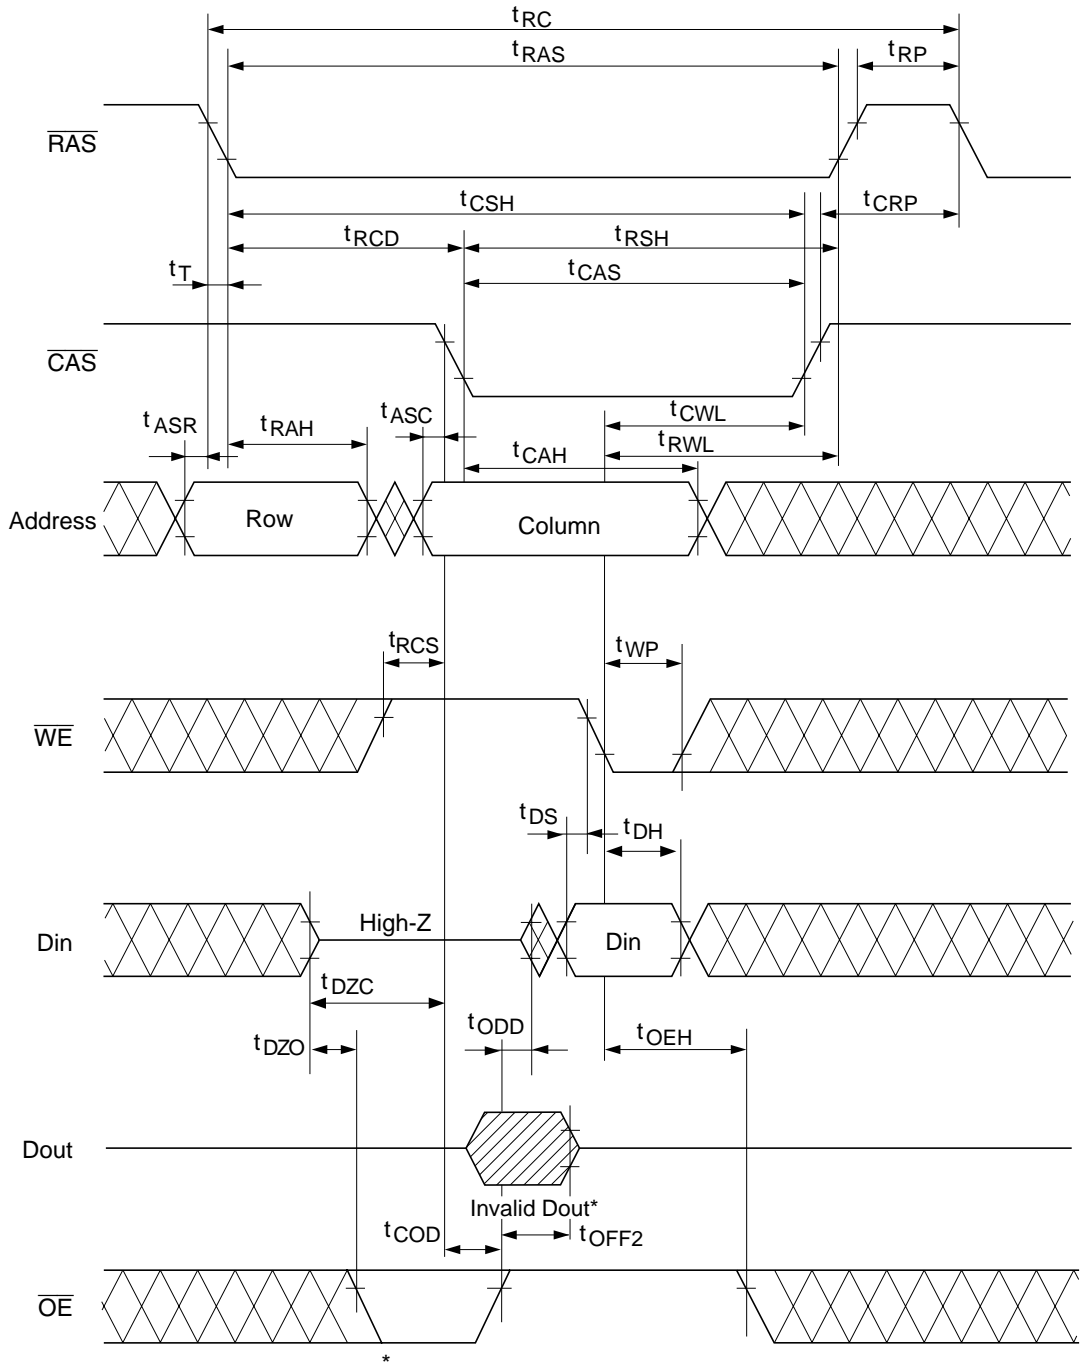 tRC
tRAS
tRP
RAS
tCSH
tCRP
tRCD
tRSH
tT
tCAS
CAS
tASR
tRAH
tASC
tCWL
tRWL
tCAH
Address
Row
Column
tRCS
tWP
WE
tDS
tDH
High-Z
Din
Din
tDZC
tODD
tDZO
tOEH
Dout
Invalid Dout*
tCOD
tOFF2
OE
*